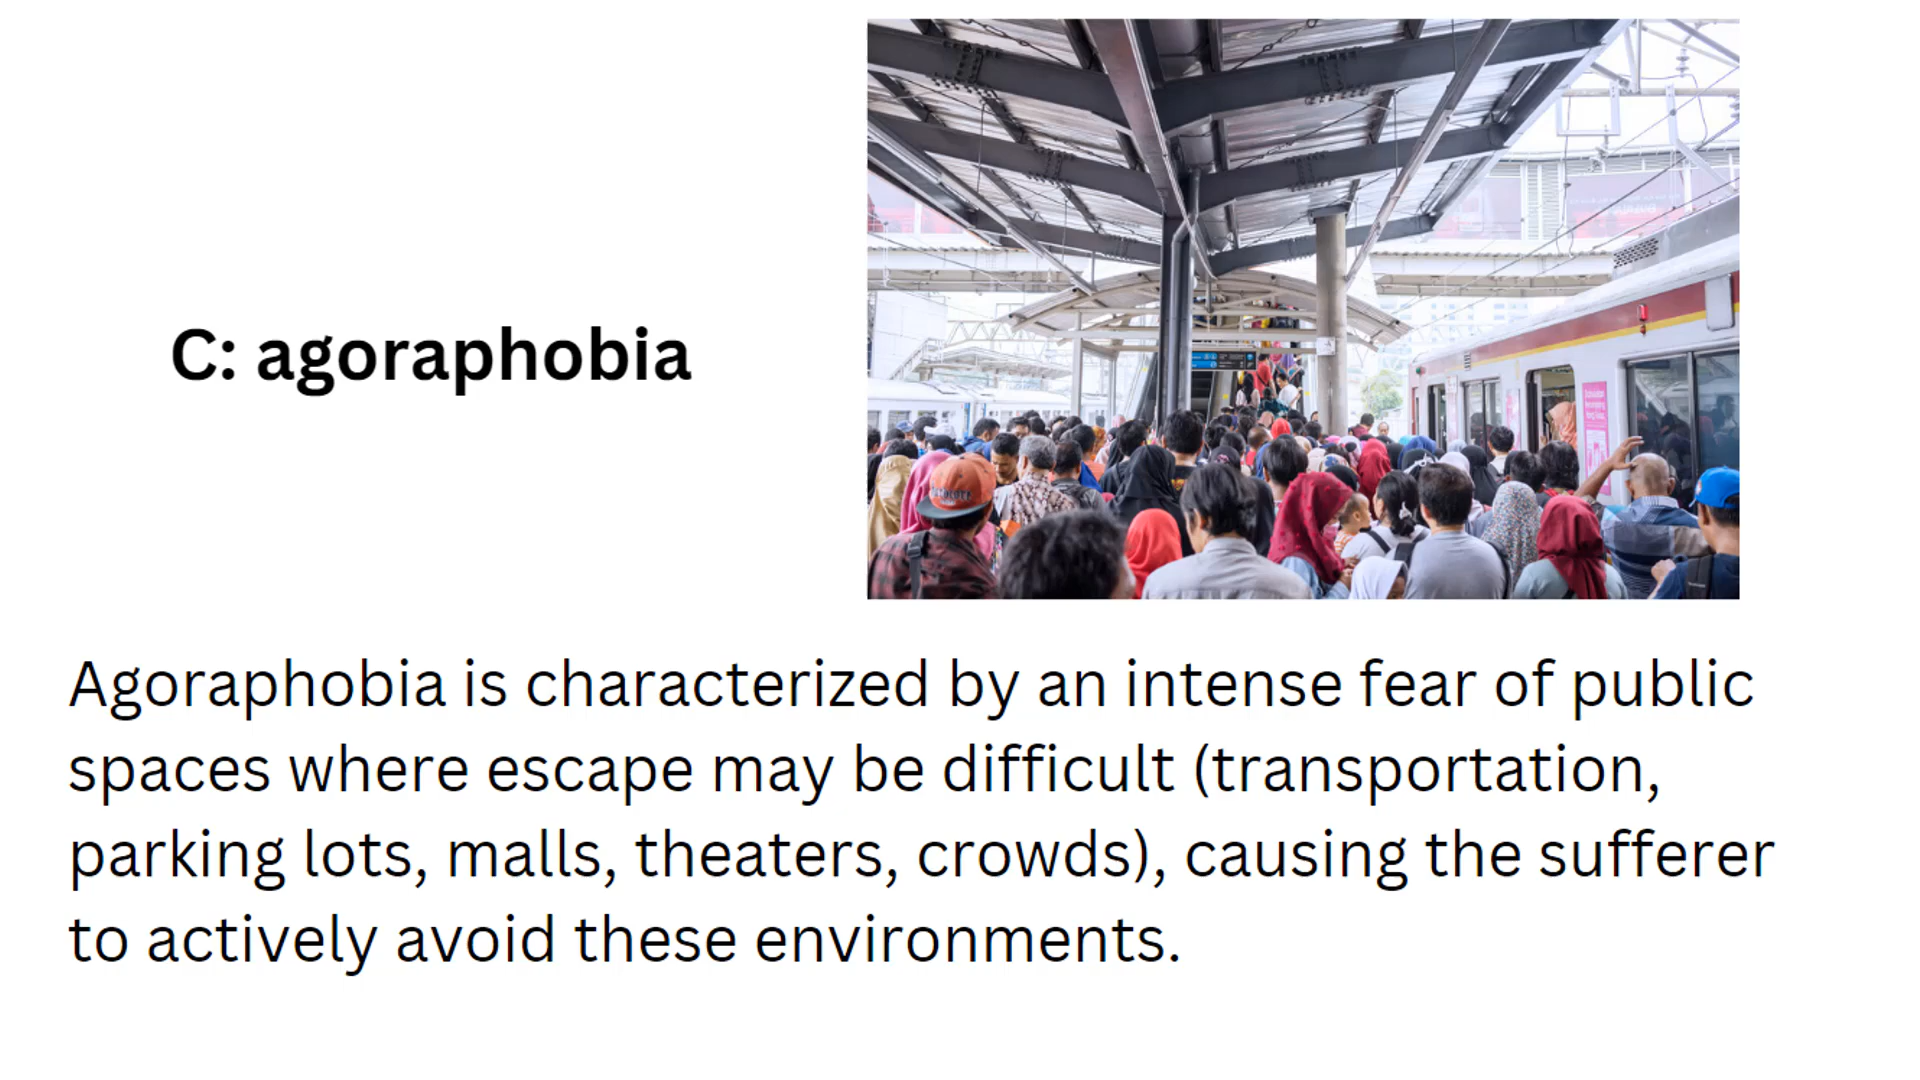 C: agoraphobia
Agoraphobia is characterized by an intense fear of public
spaces where escape may be difficult (transportation,
parking lots, malls, theaters, crowds), causing the sufferer
to actively avoid these environments.